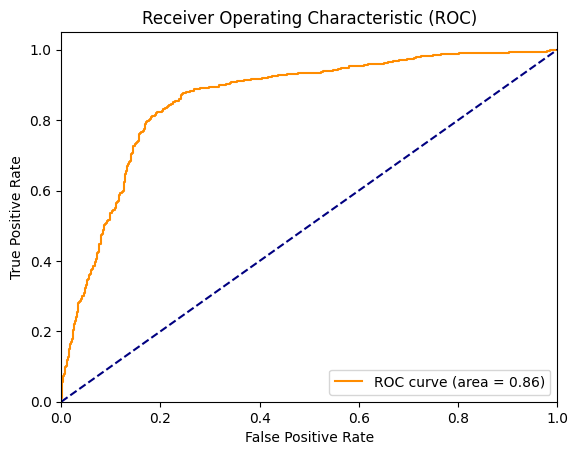 Receiver Operating Characteristic (ROC)
True Positive Rate
1.0
0.8
0.6
0.4
0.2
0.0
0.0 0.2 0.4 0.6 0.8 1.0
False Positive Rate
ROC curve (area = 0.86)